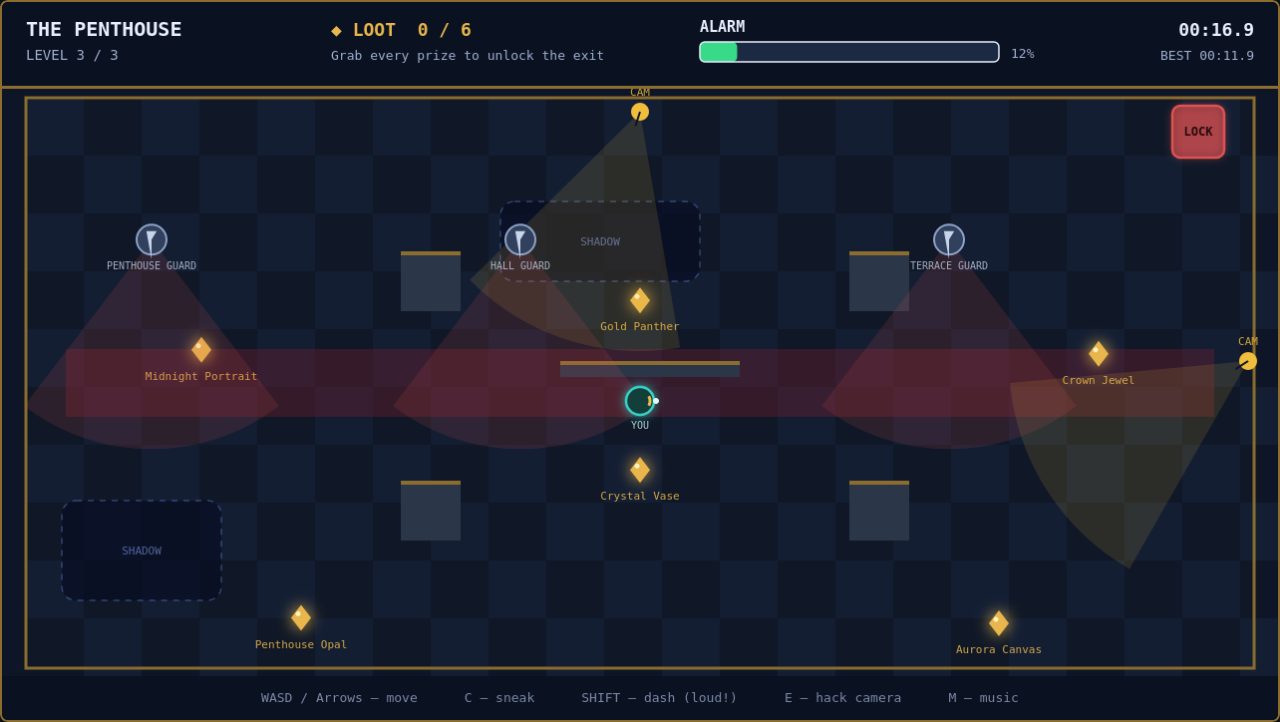 THE PENTHOUSE
LEVEL 3 / 3
◆ LOOT 0 / 6
Grab every prize to unlock the exit
ALARM
12%
00:16.9
BEST 00:11.9
CAM
LOCK
SHADOW
PENTHOUSE GUARD
HALL GUARD
TERRACE GUARD
Gold Panther
CAM
Midnight Portrait
Crown Jewel
YOU
Crystal Vase
SHADOW
Penthouse Opal
Aurora Canvas
WASD / Arrows — move C — sneak SHIFT — dash (loud!) E — hack camera M — music